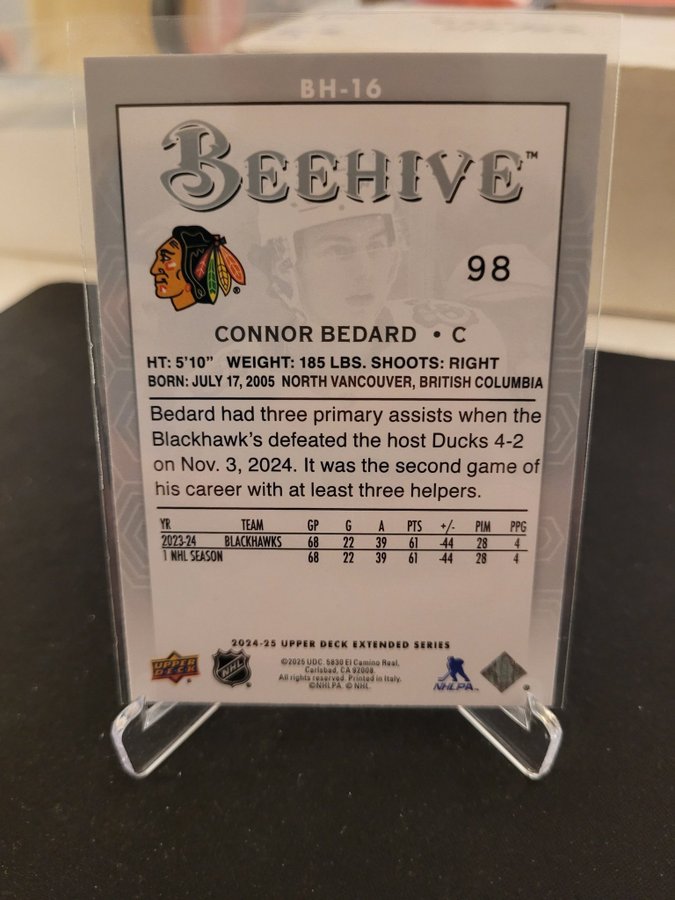 BH-16
BEEHIVE™
98
CONNOR BEDARD • C
HT: 5'10" WEIGHT: 185 LBS. SHOOTS: RIGHT
BORN: JULY 17, 2005 NORTH VANCOUVER, BRITISH COLUMBIA
Bedard had three primary assists when the
Blackhawk's defeated the host Ducks 4-2
on Nov. 3, 2024. It was the second game of
his career with at least three helpers.
YR TEAM GP G A PTS +/- PIM PPG
2023-24 BLACKHAWKS 68 22 39 61 -44 28 4
1 NHL SEASON 68 22 39 61 -44 28 4
2024-25 UPPER DECK EXTENDED SERIES
UPPER DECK
NHL
©2025 UDC. 5830 El Camino Real,
Carlsbad, CA 92008.
All rights reserved. Printed in Italy.
©NHLPA. © NHL.
NHLPA™